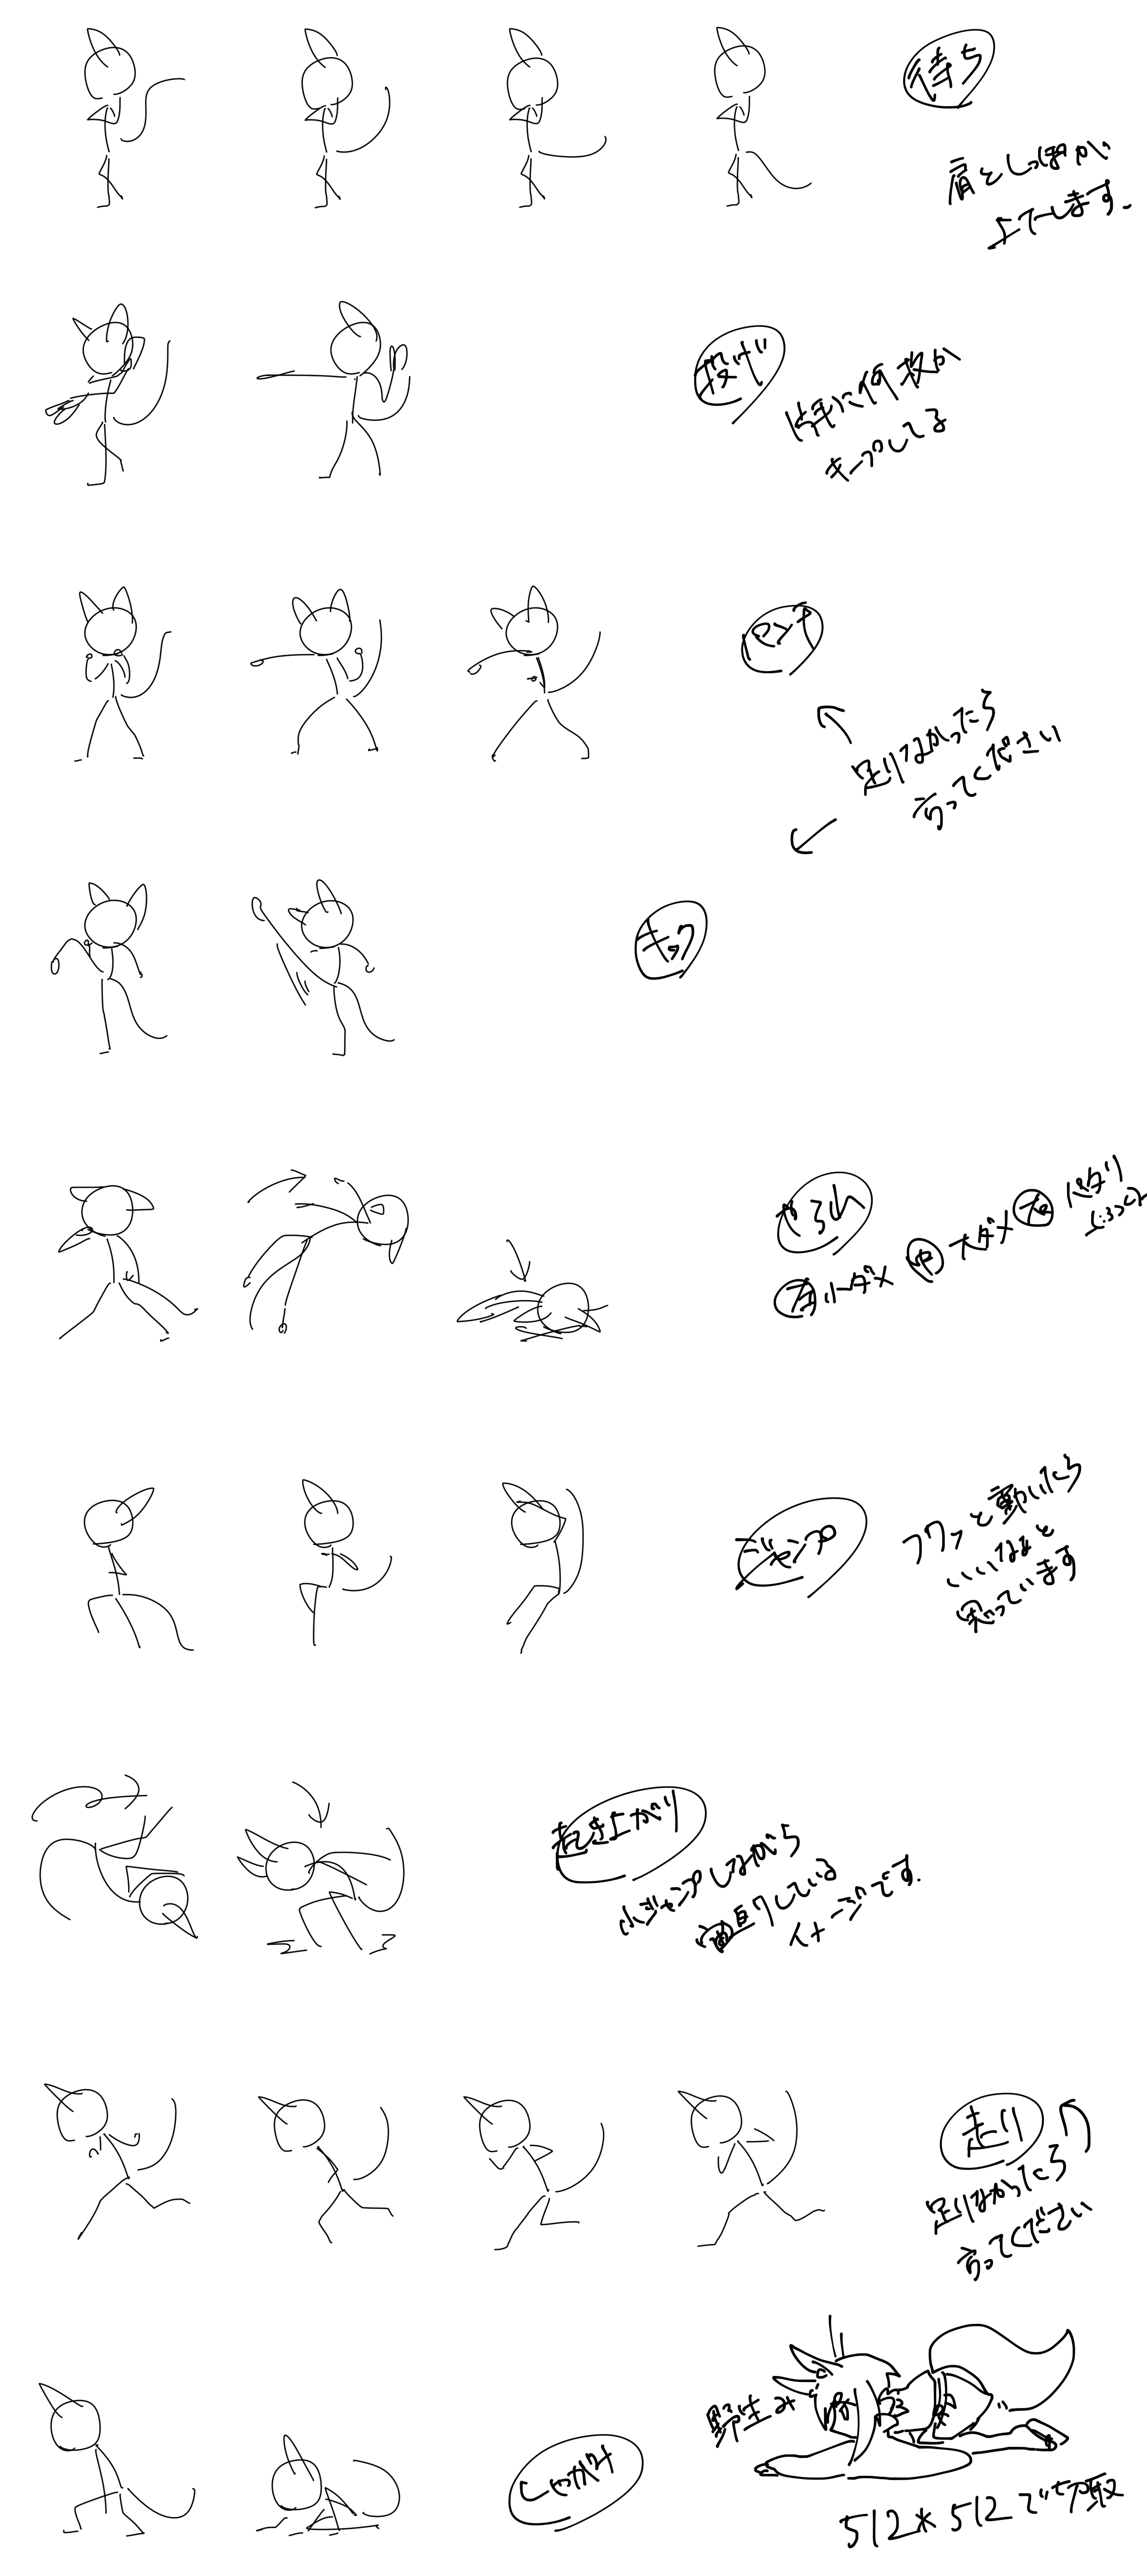 待ち
肩としっぽが
上下します.
投げ
片手に何枚か
キープしてる
パンチ
足りなかったら
言ってください
キック
やられ
左 小ダメ 中 大ダメ 右 パタリ
ジャンプ
フワッと動いたら
いいなぁと
思っています
起き上がり
小ジャンプしながら
宙返りしている
イメージです.
走り
足りなかったら
言ってください
しゃがみ
野生み
512*512で切取